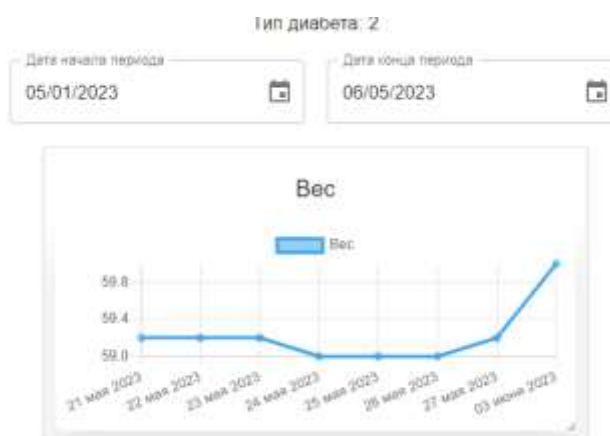 Тип диабета: 2
Дата начала периода
Дата конца периода
05/01/2023
06/05/2023
Вес
Вес
59.8
59.4
59.0
21 мая 2023
22 мая 2023
23 мая 2023
24 мая 2023
25 мая 2023
26 мая 2023
27 мая 2023
03 июня 2023